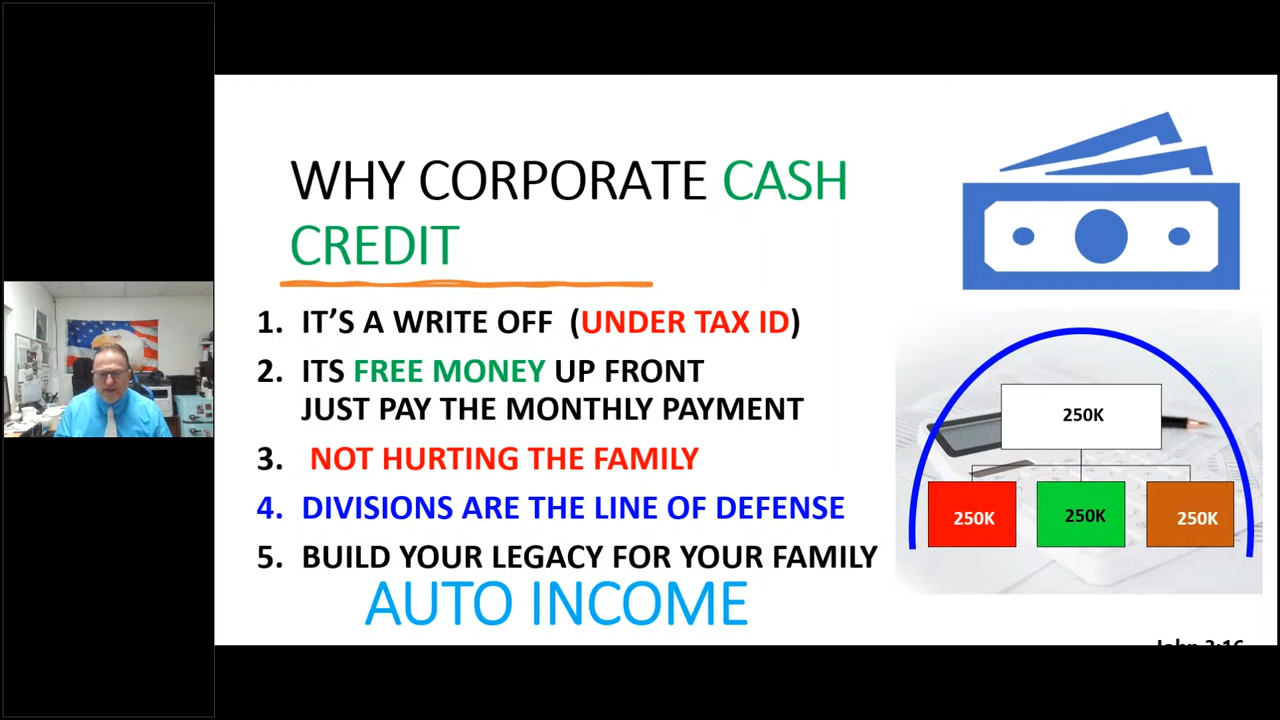 WHY CORPORATE CASH
CREDIT
1. IT’S A WRITE OFF (UNDER TAX ID)
2. ITS FREE MONEY UP FRONT
JUST PAY THE MONTHLY PAYMENT
3. NOT HURTING THE FAMILY
4. DIVISIONS ARE THE LINE OF DEFENSE
5. BUILD YOUR LEGACY FOR YOUR FAMILY
AUTO INCOME
250K
250K
250K
250K
John 3:16